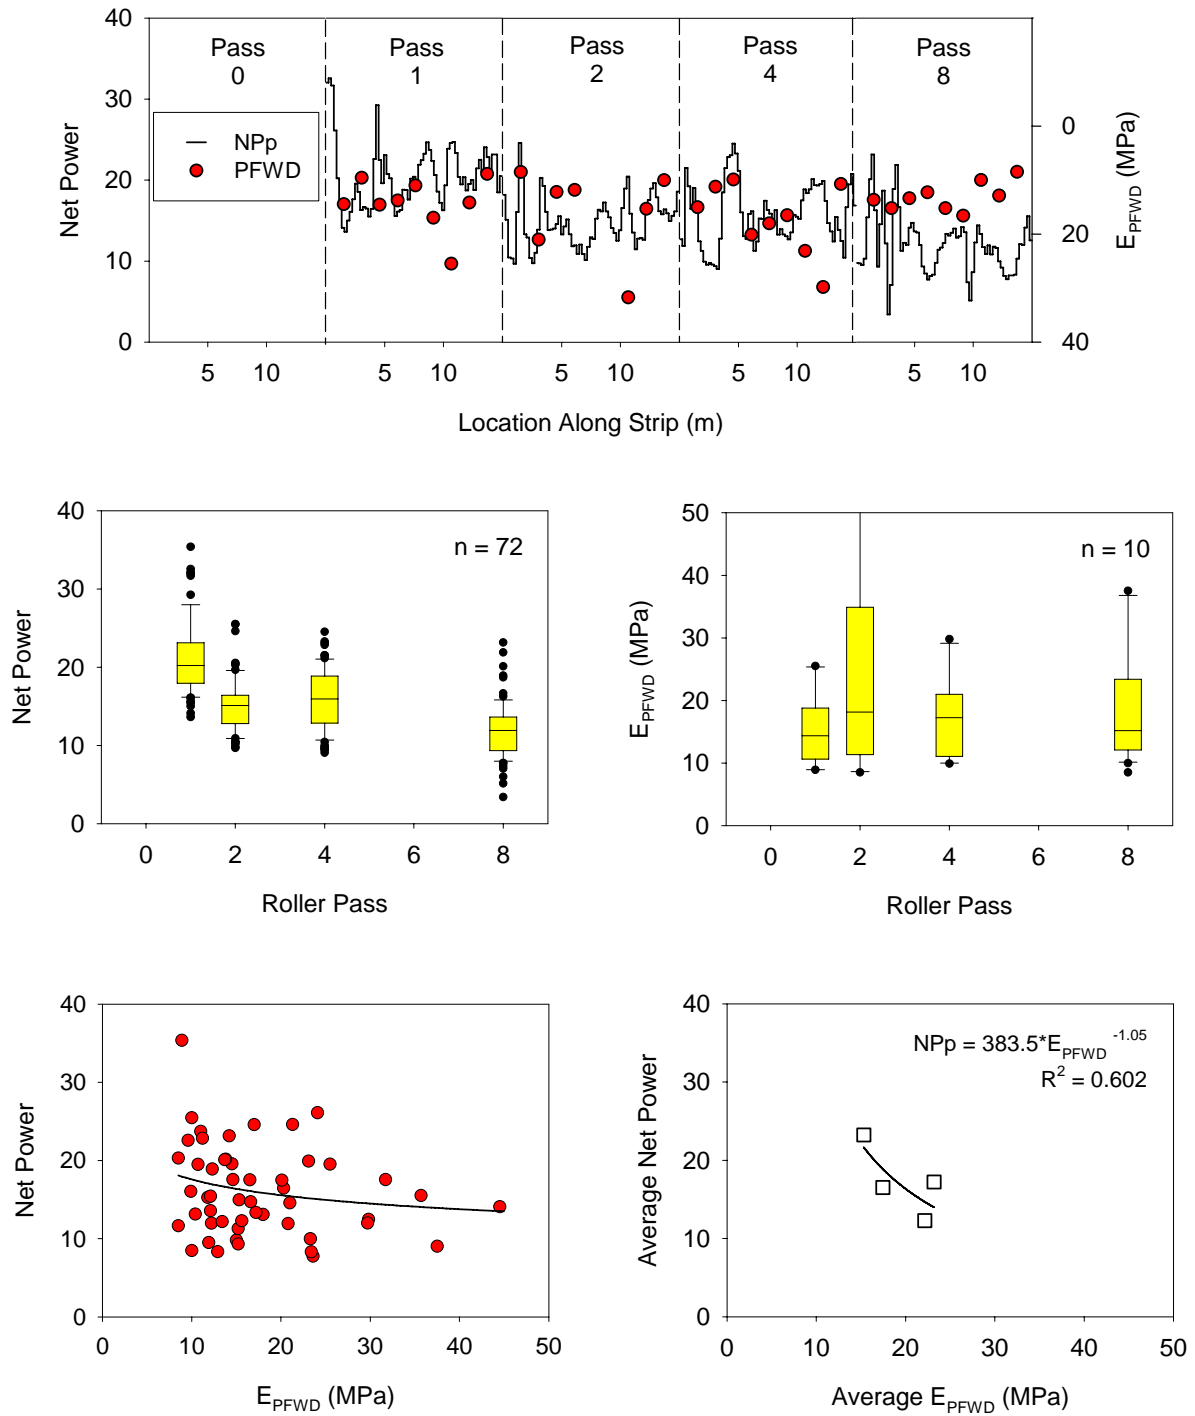 40
30
20
10
0
Net Power
Pass
0
Pass
1
Pass
2
Pass
4
Pass
8
NPp
PFWD
0
20
40
E_PFWD (MPa)
5 10 5 10 5 10 5 10 5 10
Location Along Strip (m)
40
30
20
10
0
Net Power
n = 72
0 2 4 6 8
Roller Pass
50
40
30
20
10
0
E_PFWD (MPa)
n = 10
0 2 4 6 8
Roller Pass
40
30
20
10
0
Net Power
0 10 20 30 40 50
E_PFWD (MPa)
40
30
20
10
0
Average Net Power
NPp = 383.5*E_PFWD ^-1.05
R² = 0.602
0 10 20 30 40 50
Average E_PFWD (MPa)